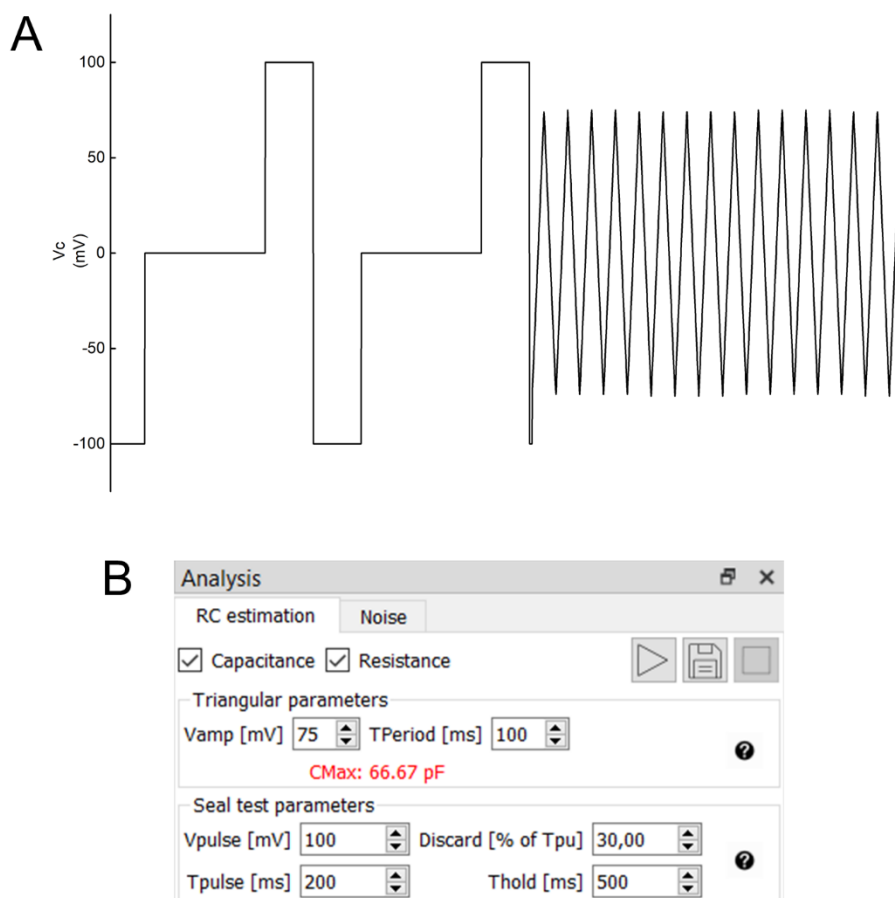 A
100
50
0
-50
-100
Vc
(mV)
B
Analysis
RC estimation Noise
Capacitance Resistance
Triangular parameters
Vamp [mV] 75 TPeriod [ms] 100
CMax: 66.67 pF
Seal test parameters
Vpulse [mV] 100 Discard [% of Tpu] 30,00
Tpulse [ms] 200 Thold [ms] 500